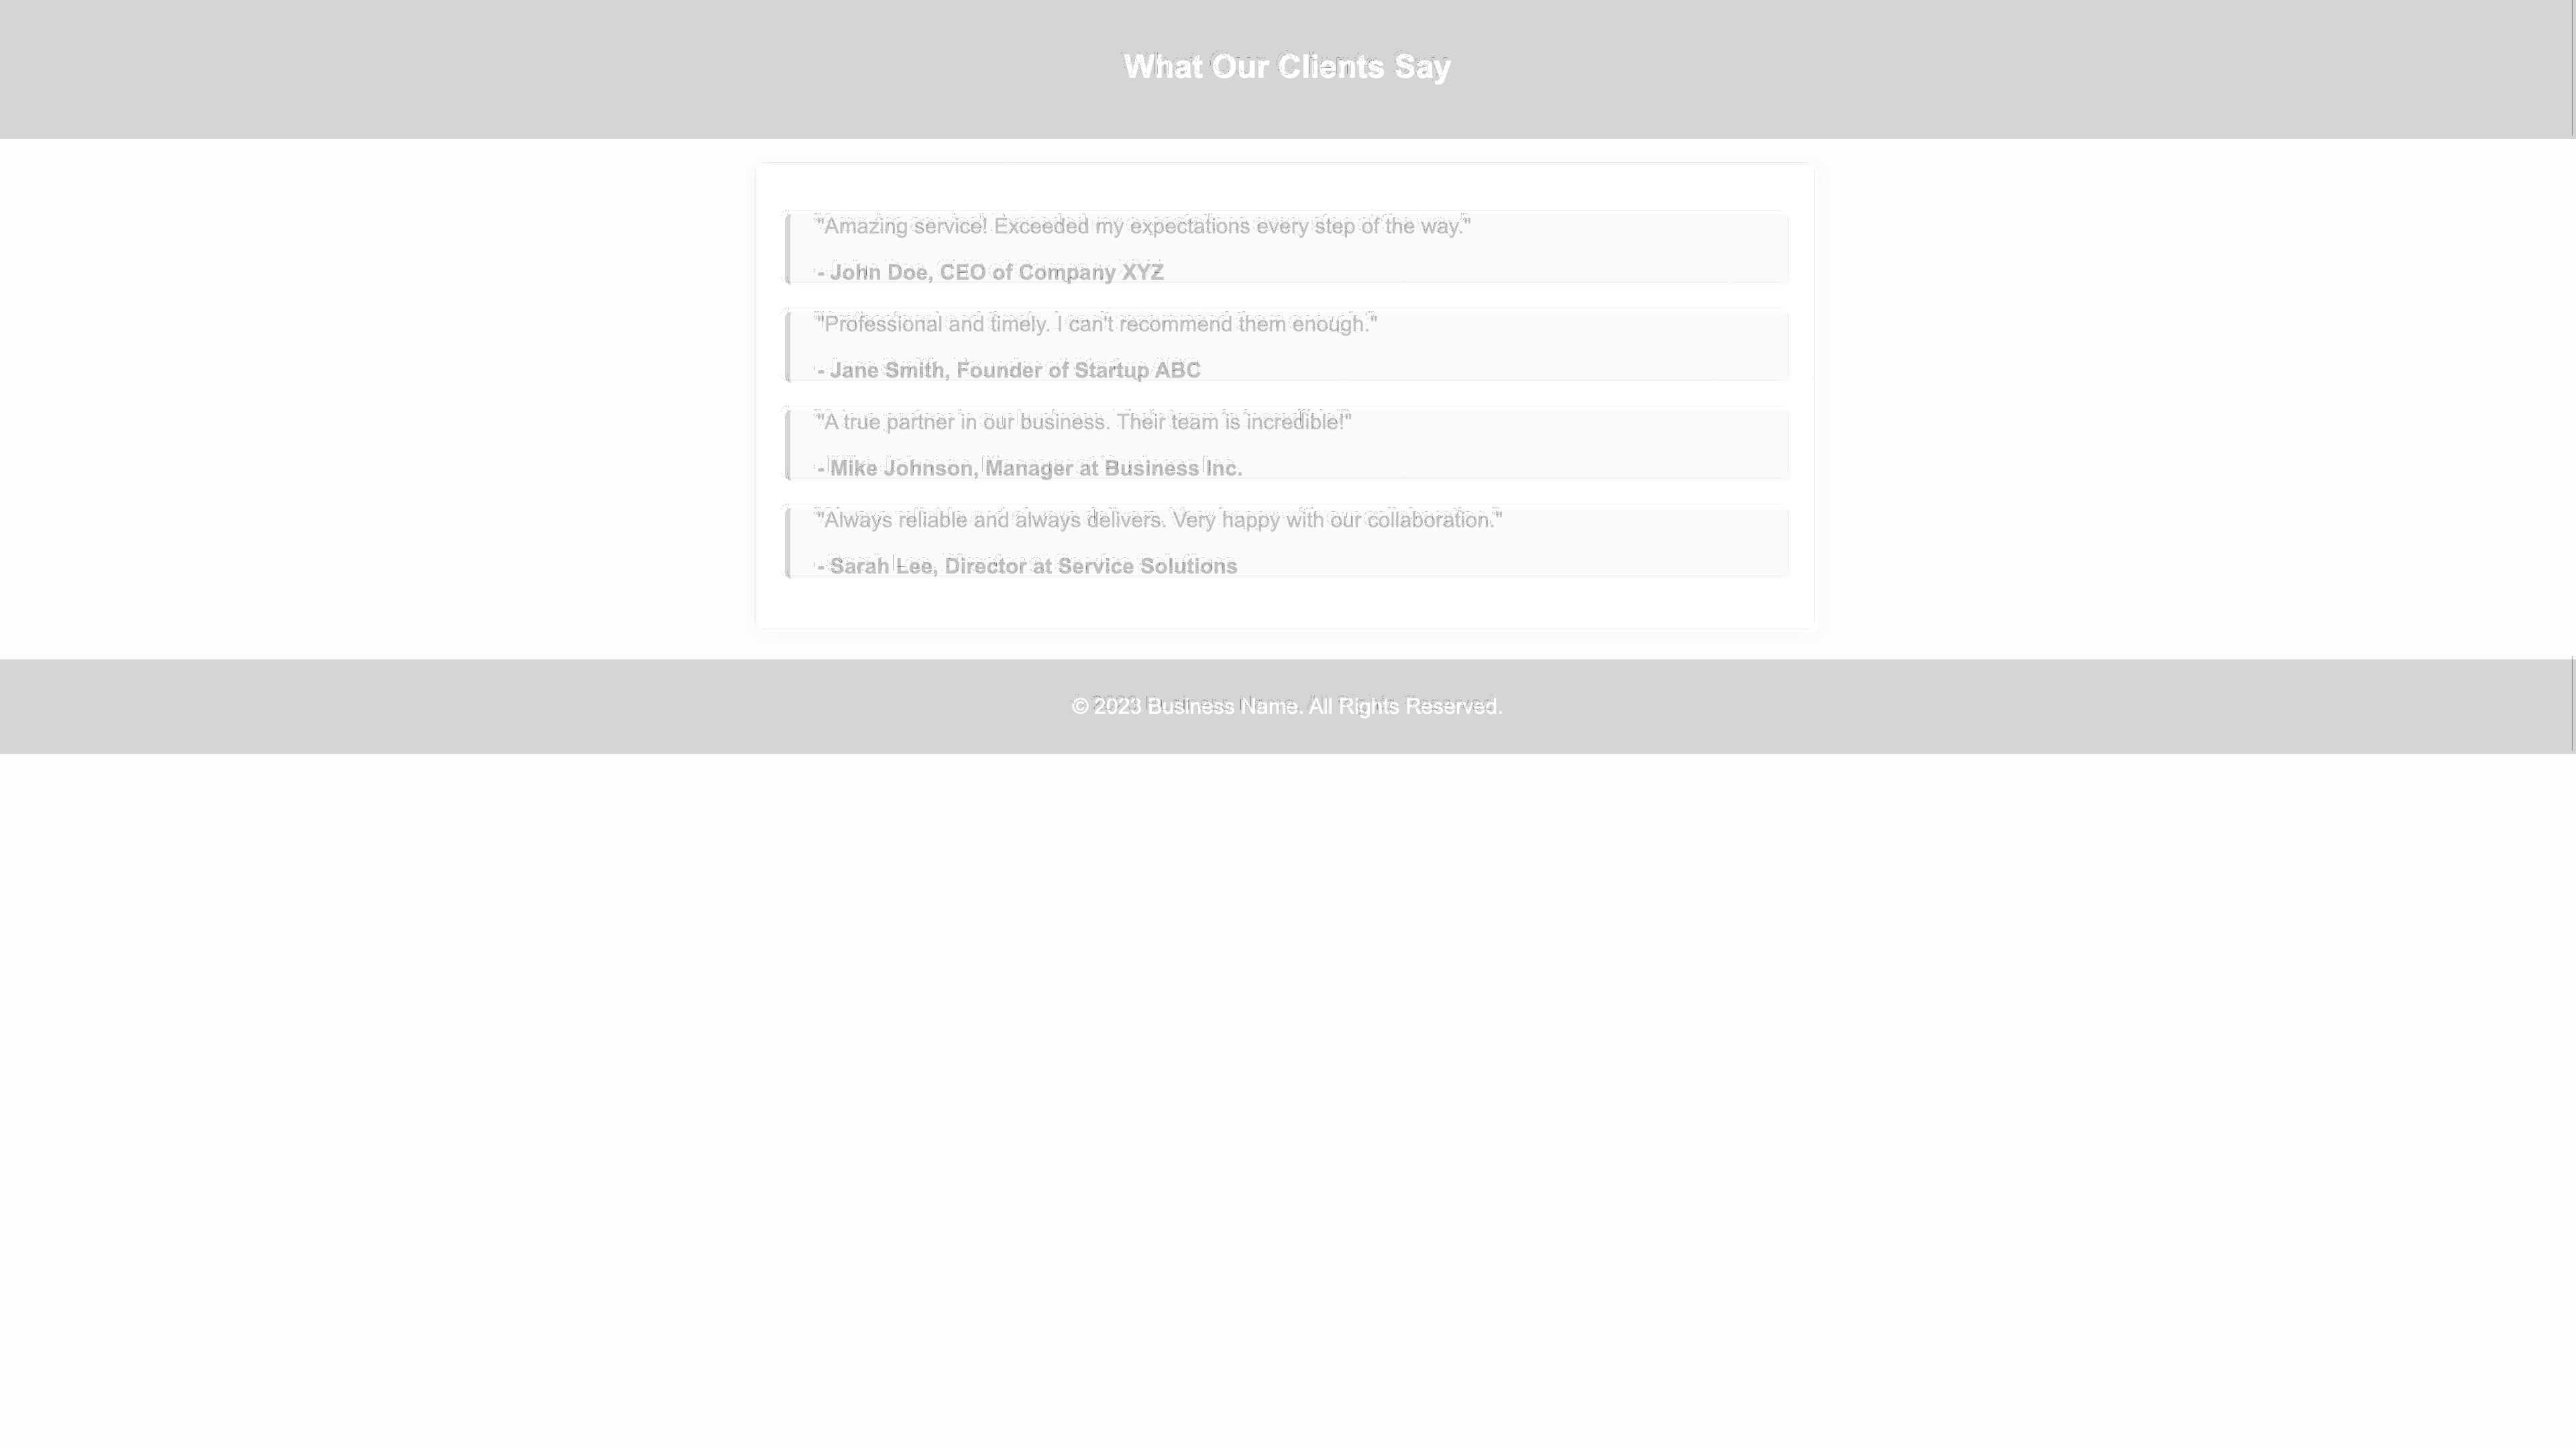 What Our Clients Say
"Amazing service! Exceeded my expectations every step of the way."
- John Doe, CEO of Company XYZ
"Professional and timely. I can't recommend them enough."
- Jane Smith, Founder of Startup ABC
"A true partner in our business. Their team is incredible!"
- Mike Johnson, Manager at Business Inc.
"Always reliable and always delivers. Very happy with our collaboration."
- Sarah Lee, Director at Service Solutions
© 2023 Business Name. All Rights Reserved.